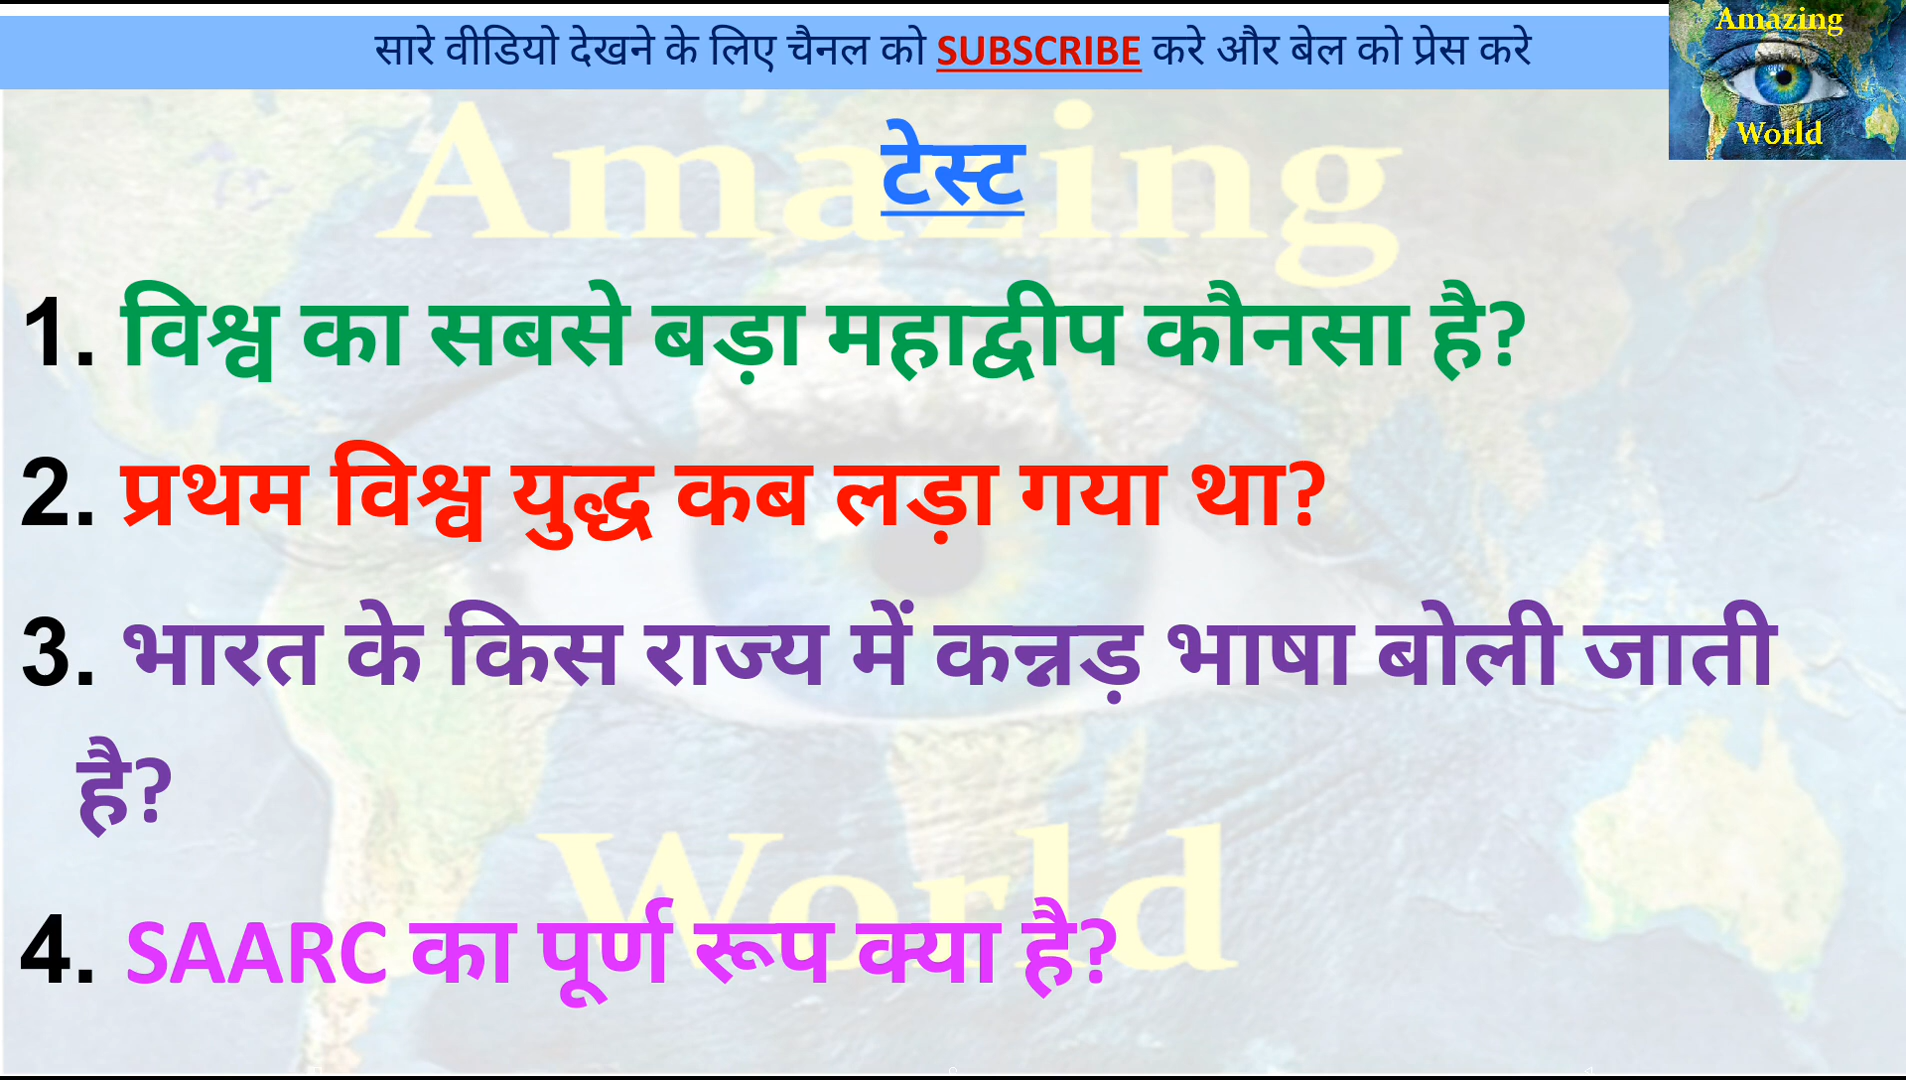 सारे वीडियो देखने के लिए चैनल को SUBSCRIBE करे और बेल को प्रेस करे
Amazing
World
टेस्ट
Amazing
1. विश्व का सबसे बड़ा महाद्वीप कौनसा है?
2. प्रथम विश्व युद्ध कब लड़ा गया था?
3. भारत के किस राज्य में कन्नड़ भाषा बोली जाती
है?
World
4. SAARC का पूर्ण रूप क्या है?